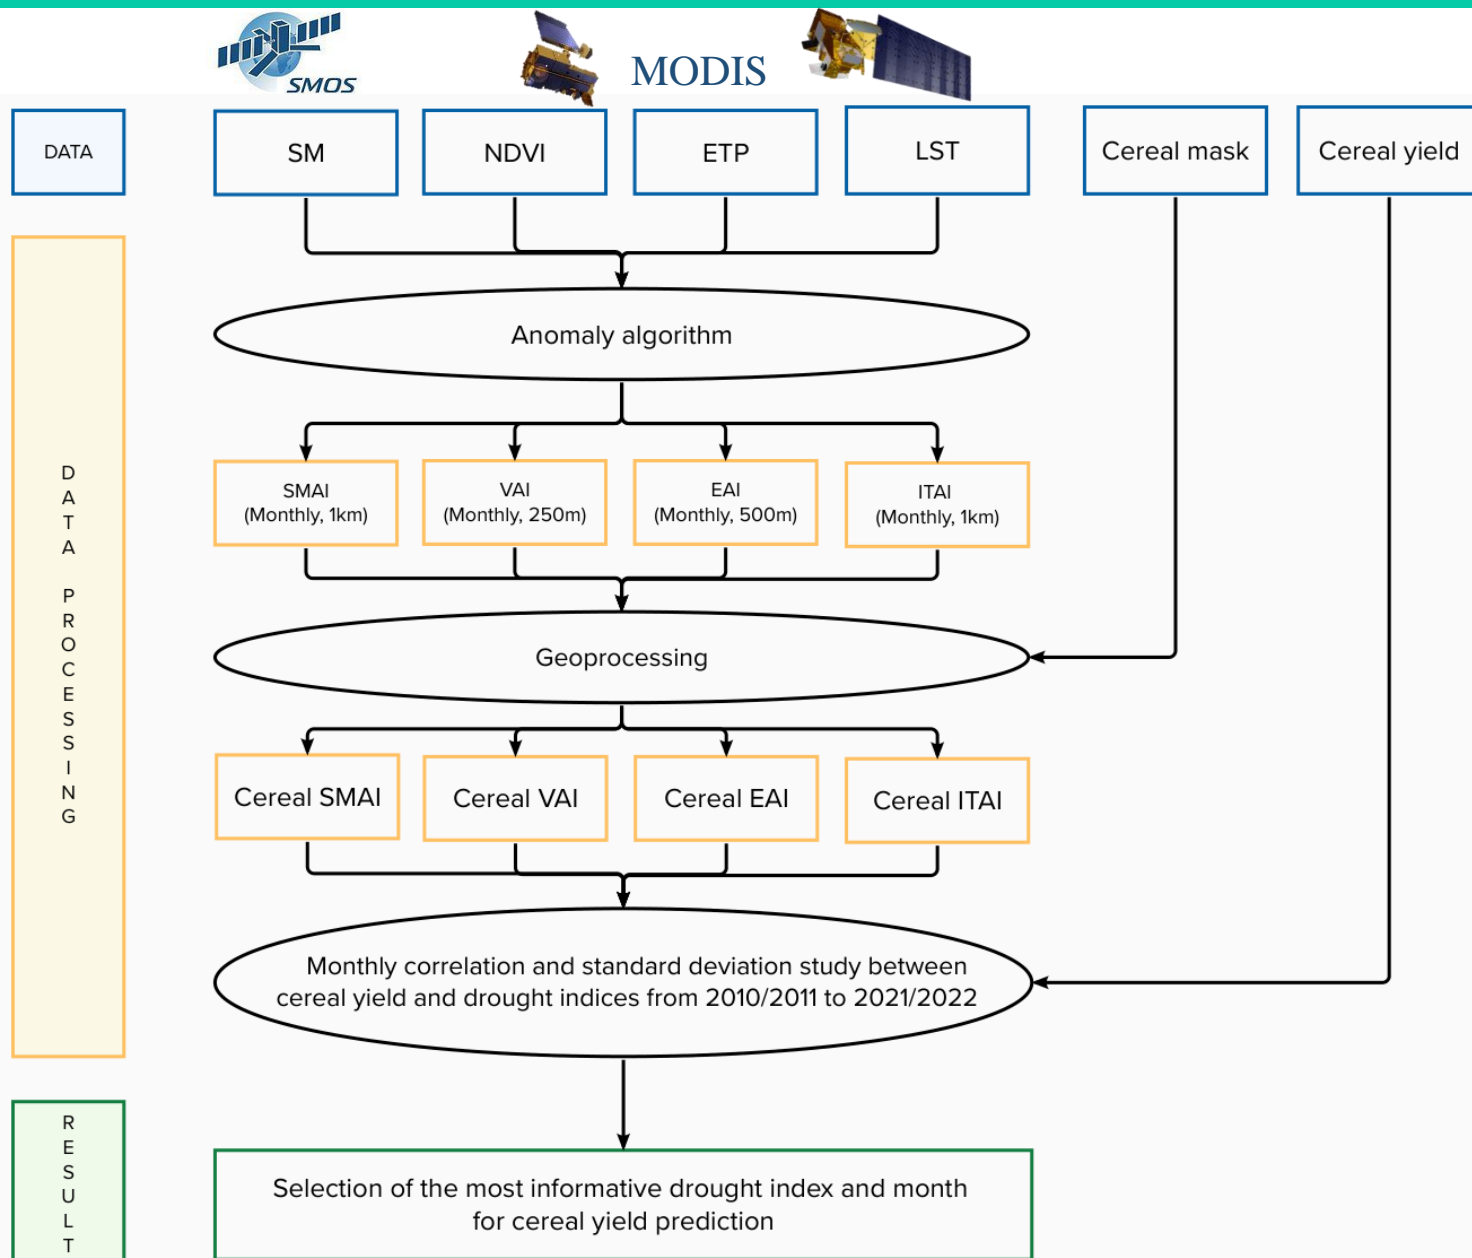 SMOS
MODIS
DATA
SM
NDVI
ETP
LST
Cereal mask
Cereal yield
Anomaly algorithm
DATA PROCESSING
SMAI
(Monthly, 1km)
VAI
(Monthly, 250m)
EAI
(Monthly, 500m)
ITAI
(Monthly, 1km)
Geoprocessing
Cereal SMAI
Cereal VAI
Cereal EAI
Cereal ITAI
Monthly correlation and standard deviation study between
cereal yield and drought indices from 2010/2011 to 2021/2022
RESULT
Selection of the most informative drought index and month
for cereal yield prediction